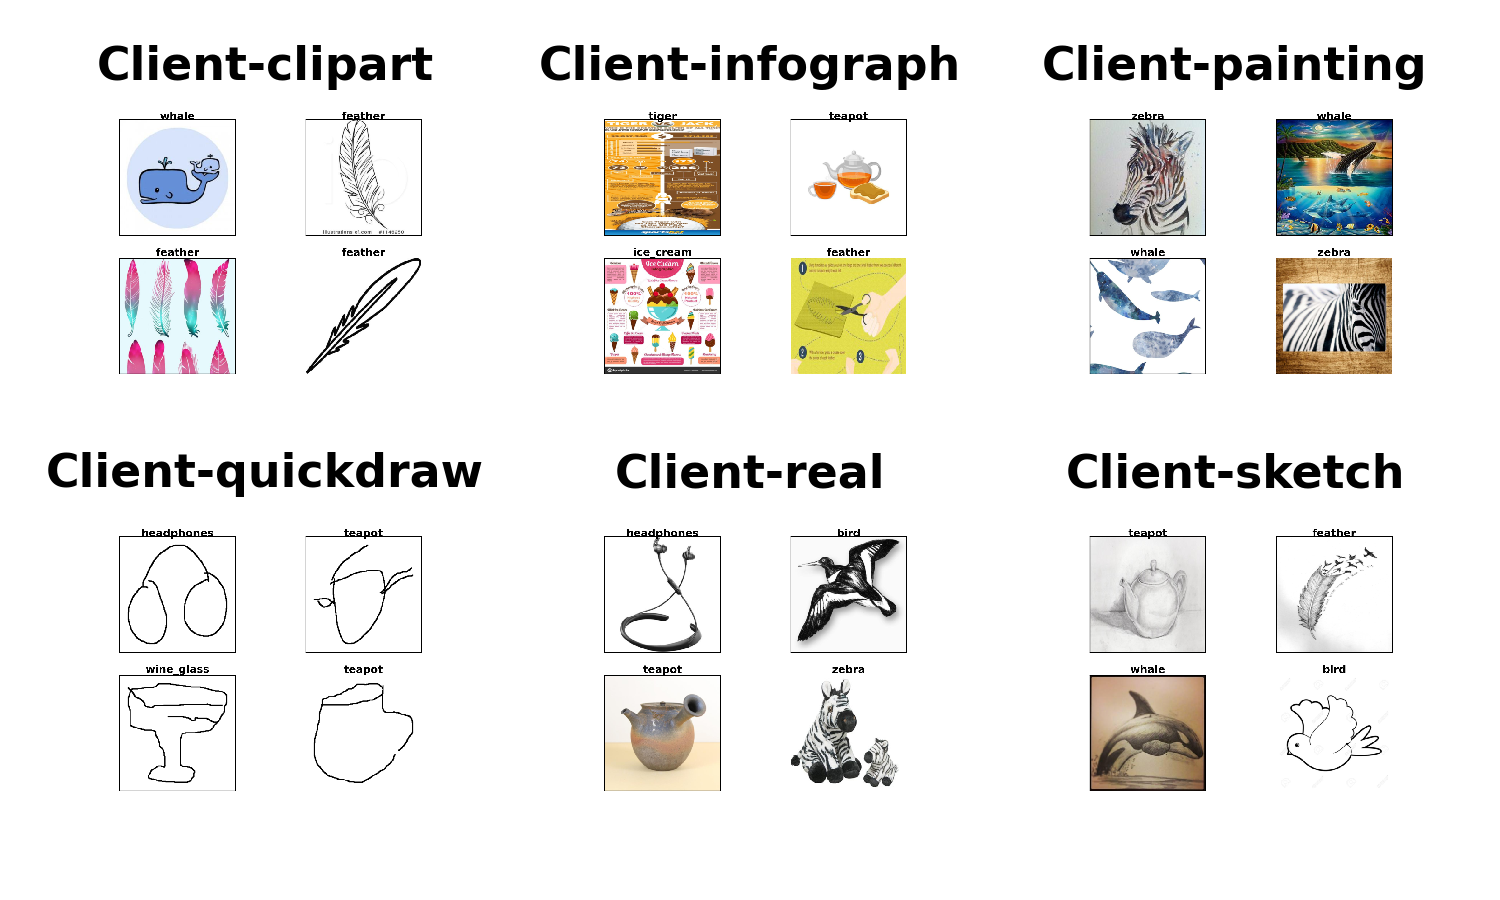 Client-clipart
Client-infograph
Client-painting
whale
feather
tiger
teapot
zebra
whale
feather
feather
ice_cream
feather
whale
zebra
Ice Cream
Client-quickdraw
Client-real
Client-sketch
headphones
teapot
headphones
bird
teapot
feather
wine_glass
teapot
teapot
zebra
whale
bird